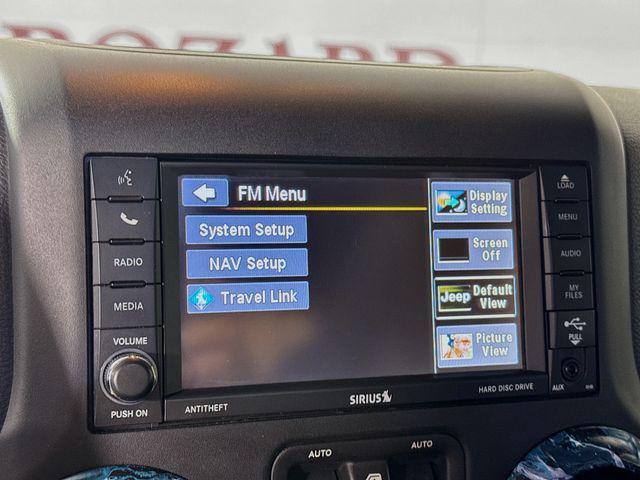 BOZARD
FM Menu
System Setup
NAV Setup
Travel Link
Display
Setting
Screen
Off
Jeep
Default
View
Picture
View
RADIO
MEDIA
VOLUME
PUSH ON
LOAD
MENU
AUDIO
MY
FILES
PULL
AUX
ANTITHEFT
SIRIUS
HARD DISC DRIVE
AUTO
AUTO